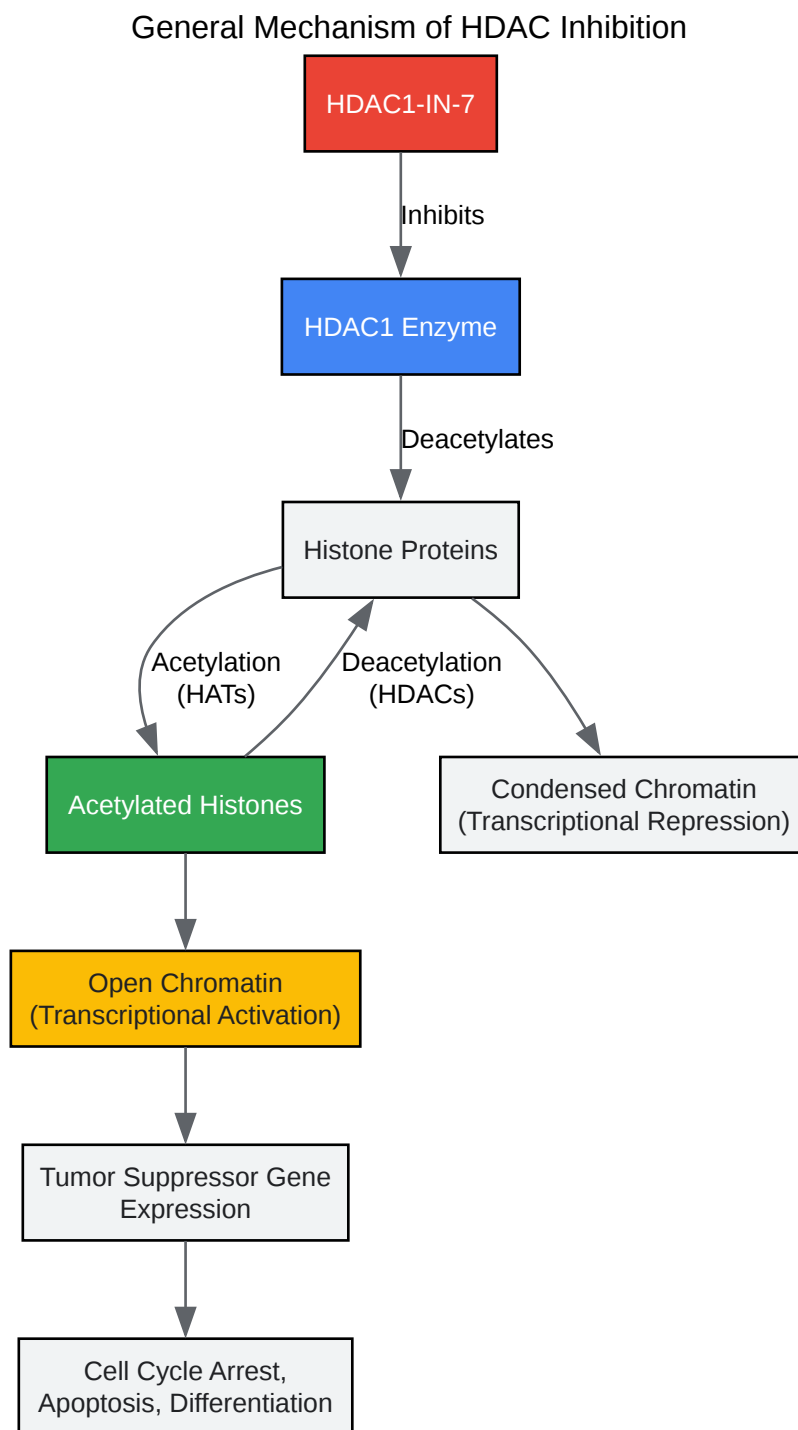 General Mechanism of HDAC Inhibition
HDAC1-IN-7
Inhibits
HDAC1 Enzyme
Deacetylates
Histone Proteins
Acetylation
(HATs)
Deacetylation
(HDACs)
Acetylated Histones
Condensed Chromatin
(Transcriptional Repression)
Open Chromatin
(Transcriptional Activation)
Tumor Suppressor Gene
Expression
Cell Cycle Arrest,
Apoptosis, Differentiation